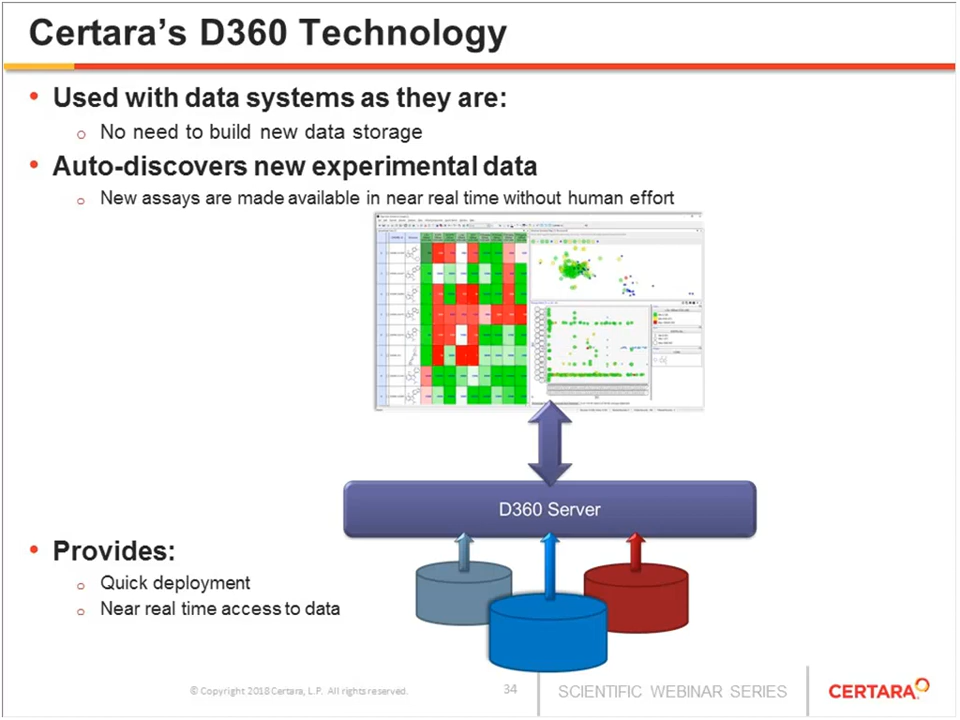 Certara’s D360 Technology
• Used with data systems as they are:
o No need to build new data storage
• Auto-discovers new experimental data
o New assays are made available in near real time without human effort
D360 Server
• Provides:
o Quick deployment
o Near real time access to data
© Copyright 2018 Certara, L.P. All rights reserved.
34
SCIENTIFIC WEBINAR SERIES
CERTARA